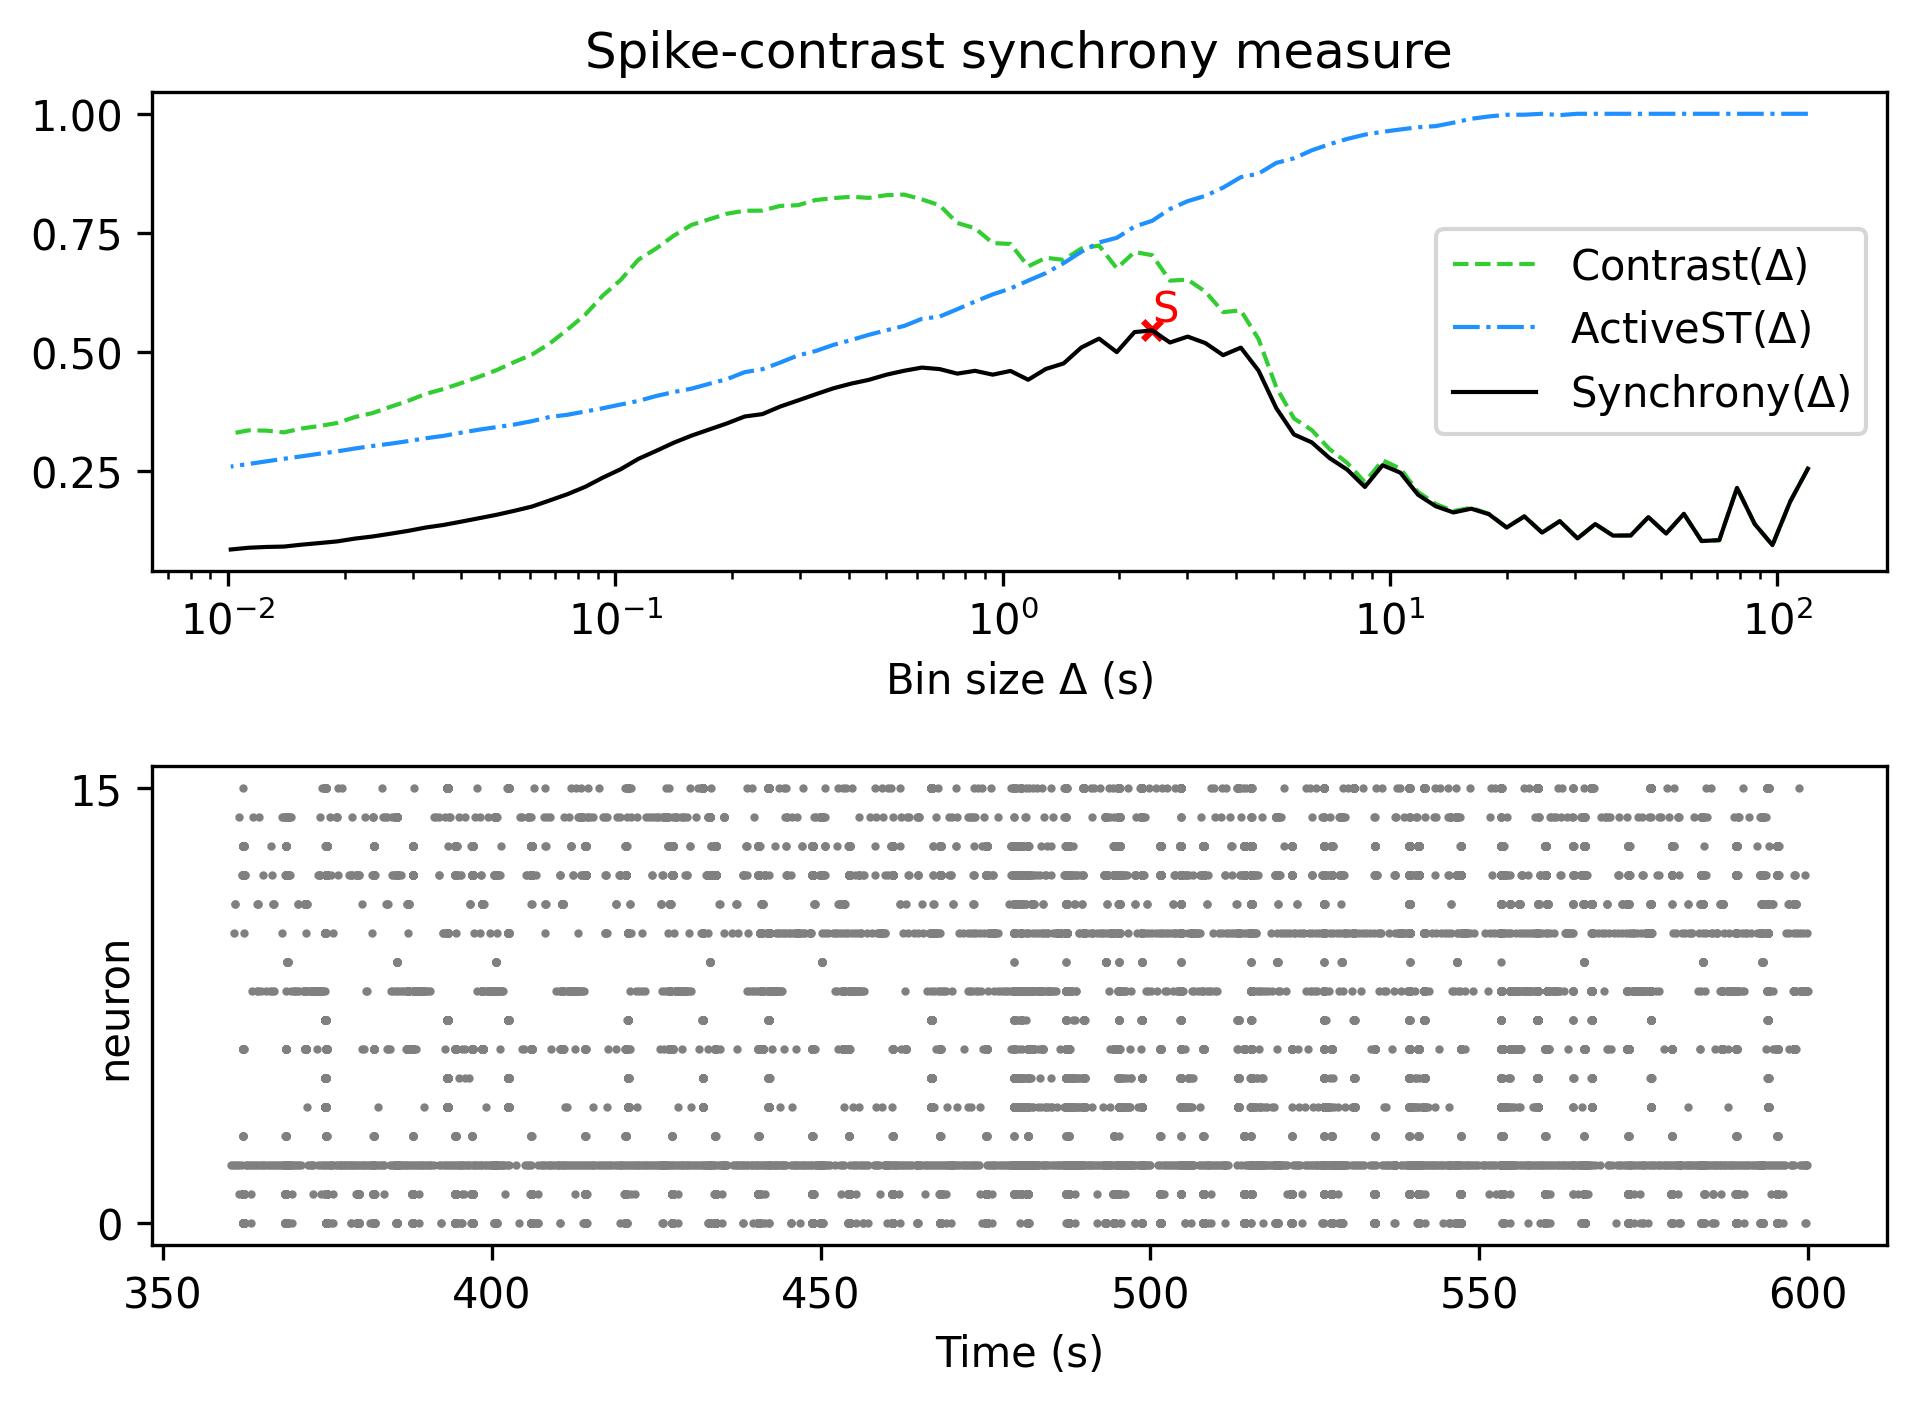 Spike-contrast synchrony measure
1.00
0.75
0.50
0.25
S
Contrast(Δ)
ActiveST(Δ)
Synchrony(Δ)
10⁻² 10⁻¹ 10⁰ 10¹ 10²
Bin size Δ (s)
15
neuron
0
350 400 450 500 550 600
Time (s)